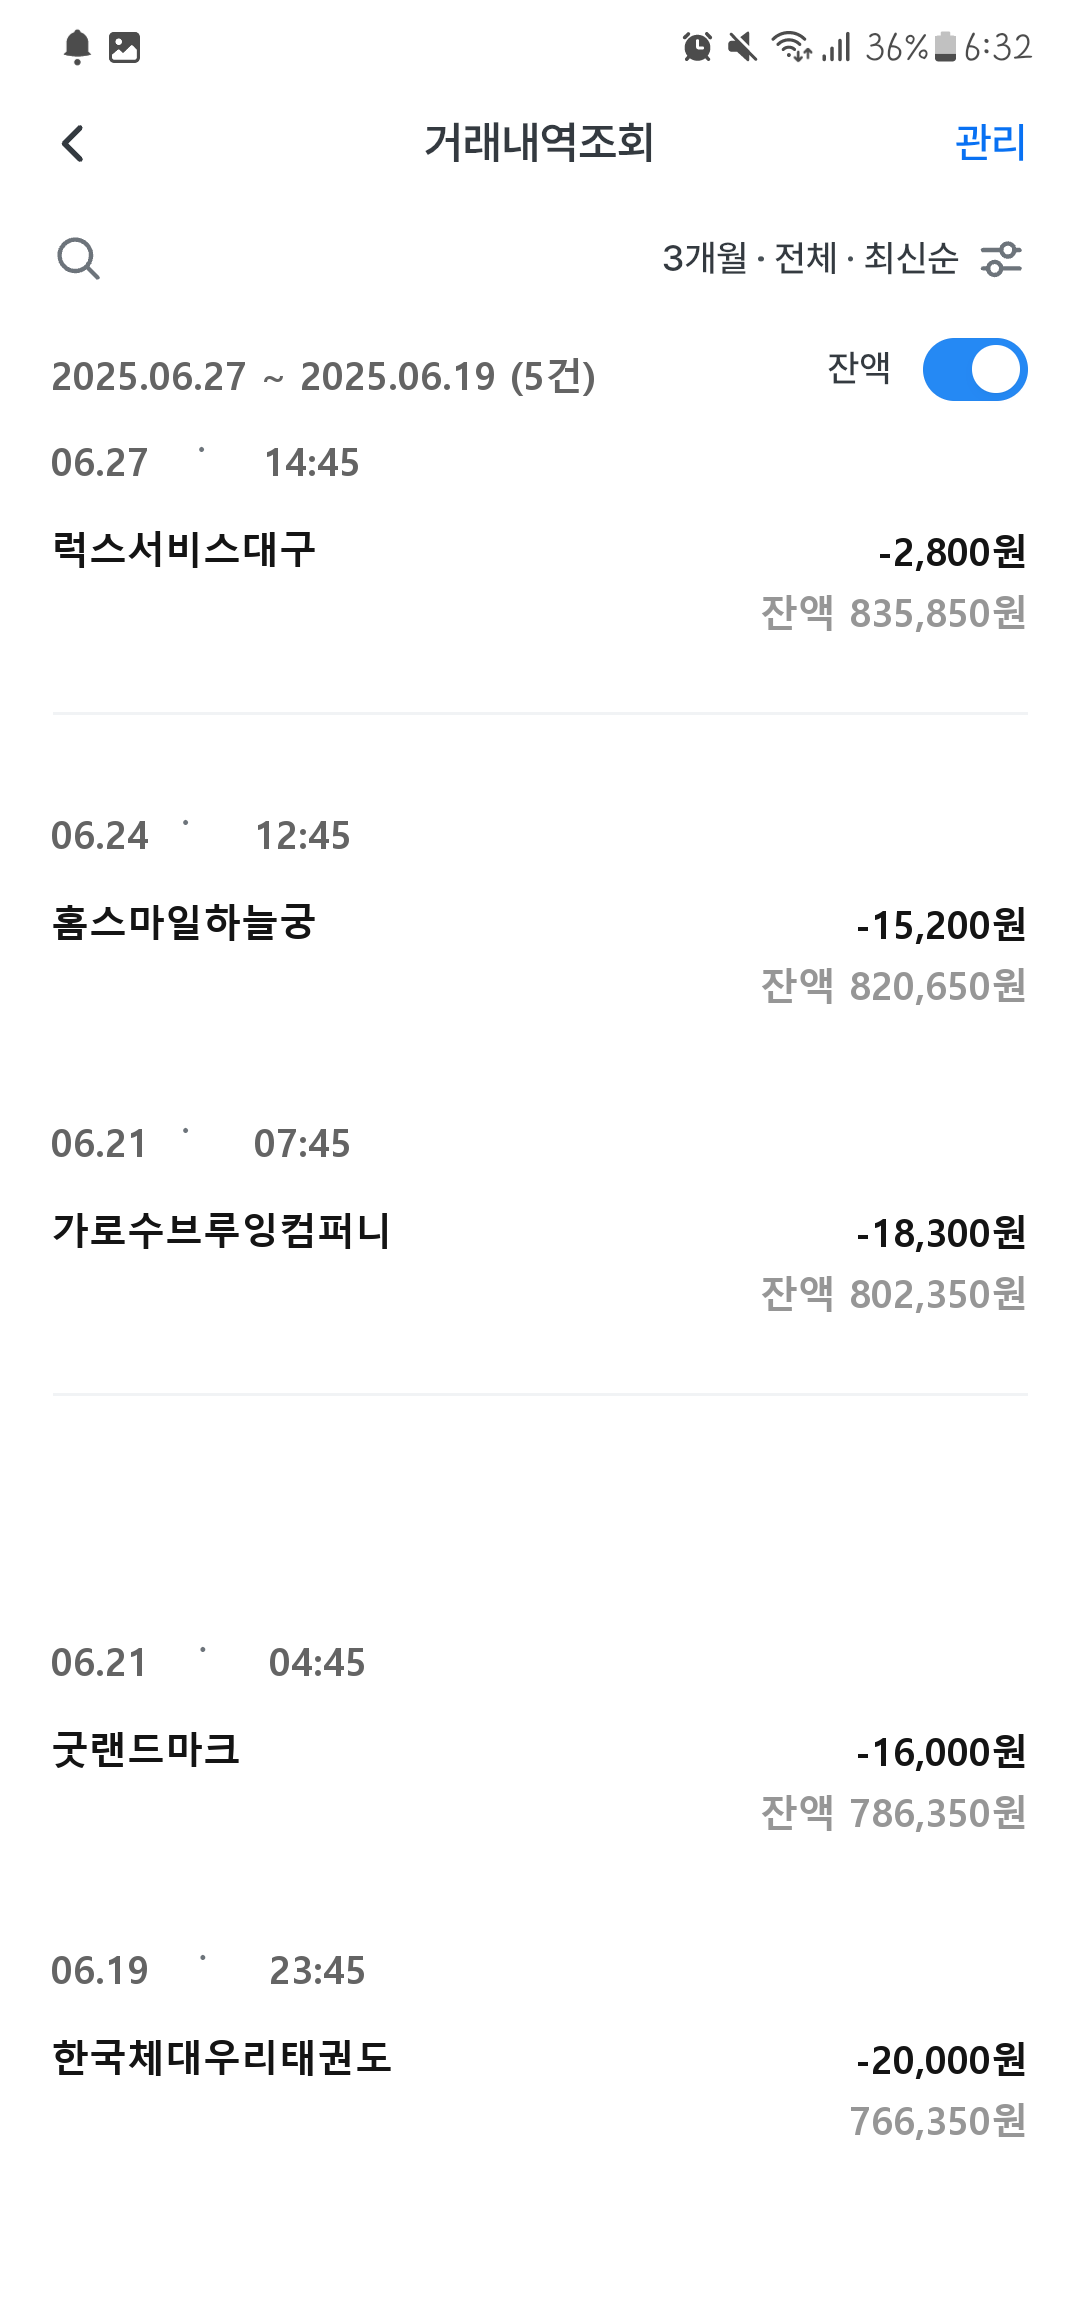 36% 6:32
거래내역조회 관리
3개월 · 전체 · 최신순
2025.06.27 ~ 2025.06.19 (5건) 잔액
06.27 · 14:45
럭스서비스대구 -2,800원
잔액 835,850원
06.24 · 12:45
홈스마일하늘궁 -15,200원
잔액 820,650원
06.21 · 07:45
가로수브루잉컴퍼니 -18,300원
잔액 802,350원
06.21 · 04:45
굿랜드마크 -16,000원
잔액 786,350원
06.19 · 23:45
한국체대우리태권도 -20,000원
766,350원